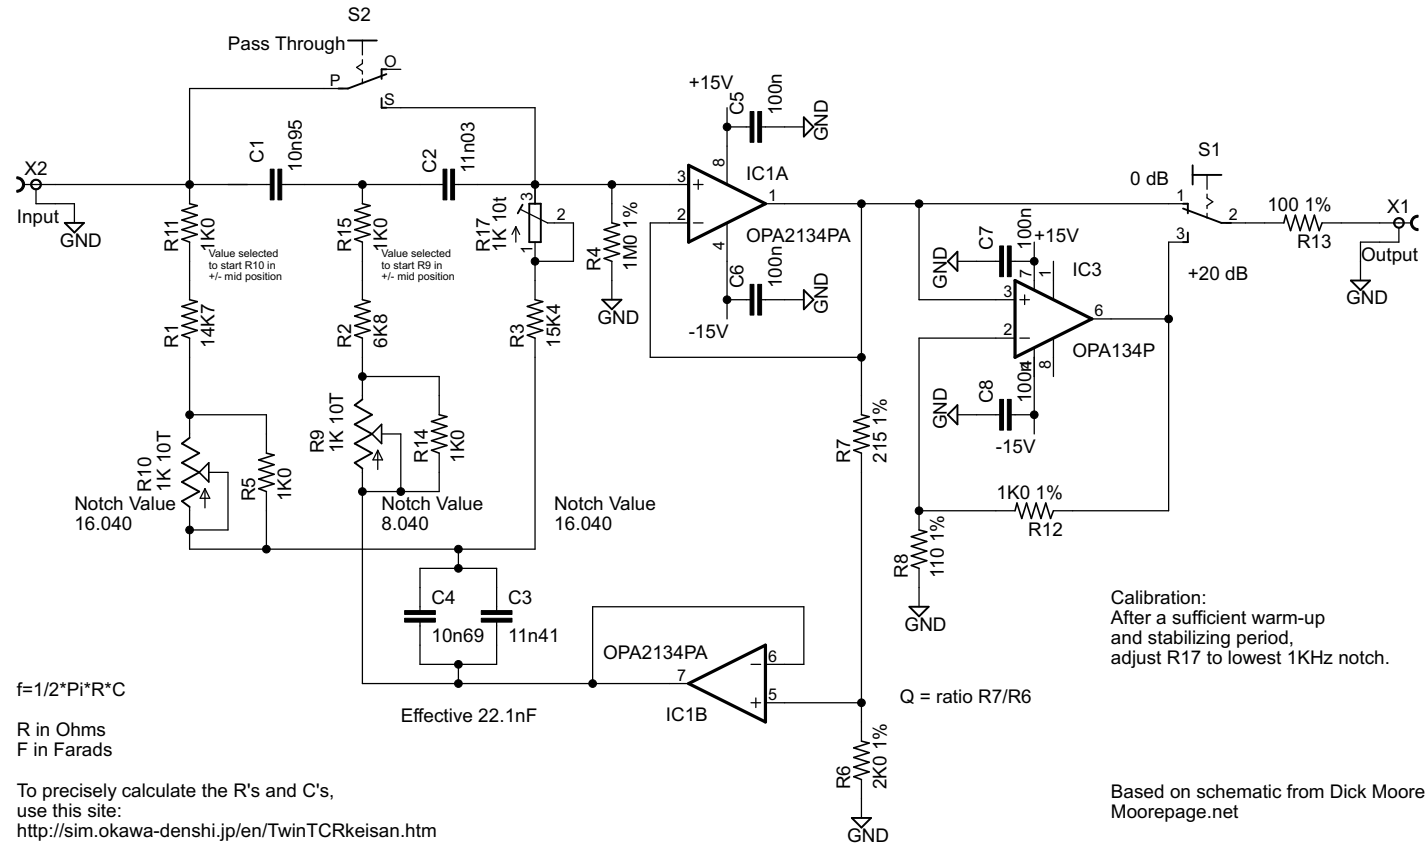 S2
Pass Through
O
P
S
+15V
C5
100n
GND
C1
10n95
C2
11n03
X2
Input
GND
R11
1K0
Value selected
to start R10 in
+/- mid position
R15
1K0
Value selected
to start R9 in
+/- mid position
R17
1K 10t
3
2
1
R4
1M0 1%
GND
3
2
8
4
1
IC1A
OPA2134PA
C6
100n
GND
-15V
S1
0 dB
1
2
3
100 1%
R13
X1
Output
GND
+20 dB
C7
100n
+15V
GND
7
1
IC3
3
2
6
OPA134P
4
8
C8
100n
GND
-15V
R1
14K7
R2
6K8
R3
15K4
R10
1K 10T
R5
1K0
R9
1K 10T
R14
1K0
R7
215 1%
Notch Value
16.040
Notch Value
8.040
Notch Value
16.040
1K0 1%
R12
R8
110 1%
GND
C4
10n69
C3
11n41
OPA2134PA
7
6
5
IC1B
Effective 22.1nF
Calibration:
After a sufficient warm-up
and stabilizing period,
adjust R17 to lowest 1KHz notch.
Q = ratio R7/R6
R6
2K0 1%
GND
f=1/2*Pi*R*C
R in Ohms
F in Farads
To precisely calculate the R's and C's,
use this site:
http://sim.okawa-denshi.jp/en/TwinTCRkeisan.htm
Based on schematic from Dick Moore
Moorepage.net